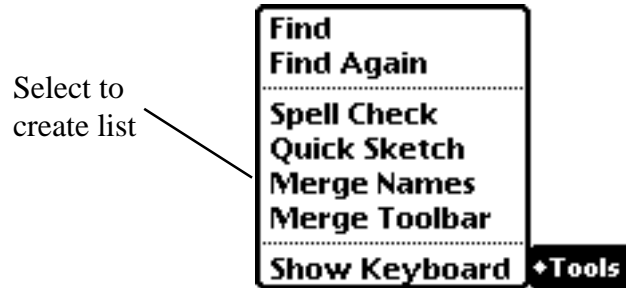 Select to
create list
Find
Find Again
Spell Check
Quick Sketch
Merge Names
Merge Toolbar
Show Keyboard
♦Tools